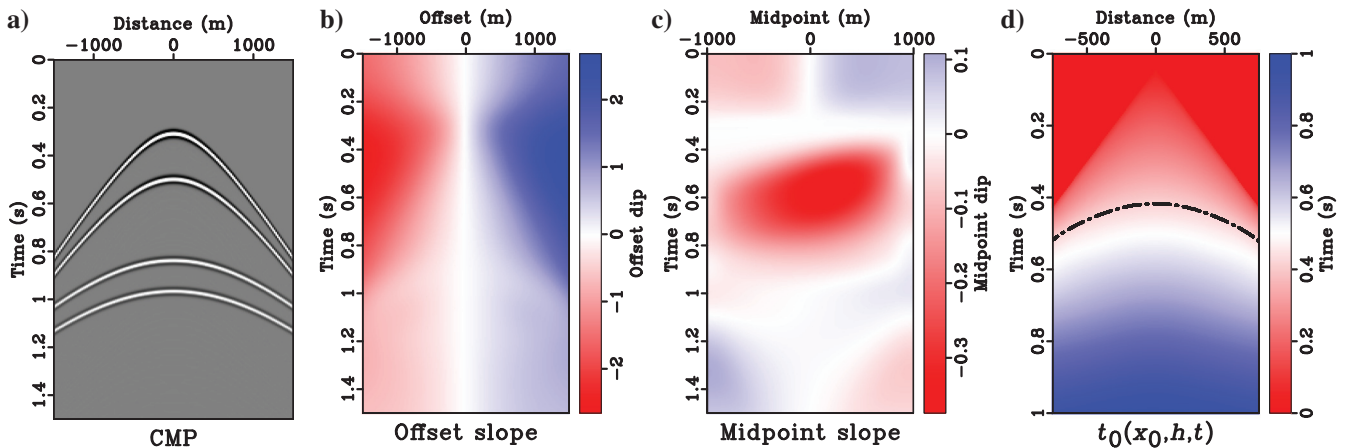 a)
Distance (m)
−1000 0 1000
0
0.2
0.4
0.6
0.8
1
1.2
1.4
Time (s)
CMP
b)
Offset (m)
−1000 0 1000
0
0.2
0.4
0.6
0.8
1
1.2
1.4
Time (s)
Offset slope
2
1
0
−1
−2
Offset dip
c)
Midpoint (m)
−1000 0 1000
0
0.2
0.4
0.6
0.8
1
1.2
1.4
Time (s)
Midpoint slope
0.1
0
−0.1
−0.2
−0.3
Midpoint dip
d)
Distance (m)
−500 0 500
0
0.2
0.4
0.6
0.8
1
Time (s)
t₀(x₀,h,t)
1
0.8
0.6
0.4
0.2
0
Time (s)